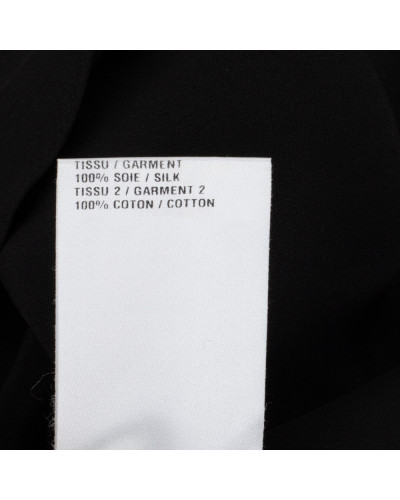 TISSU / GARMENT
100% SOIE / SILK
TISSU 2 / GARMENT 2
100% COTON / COTTON